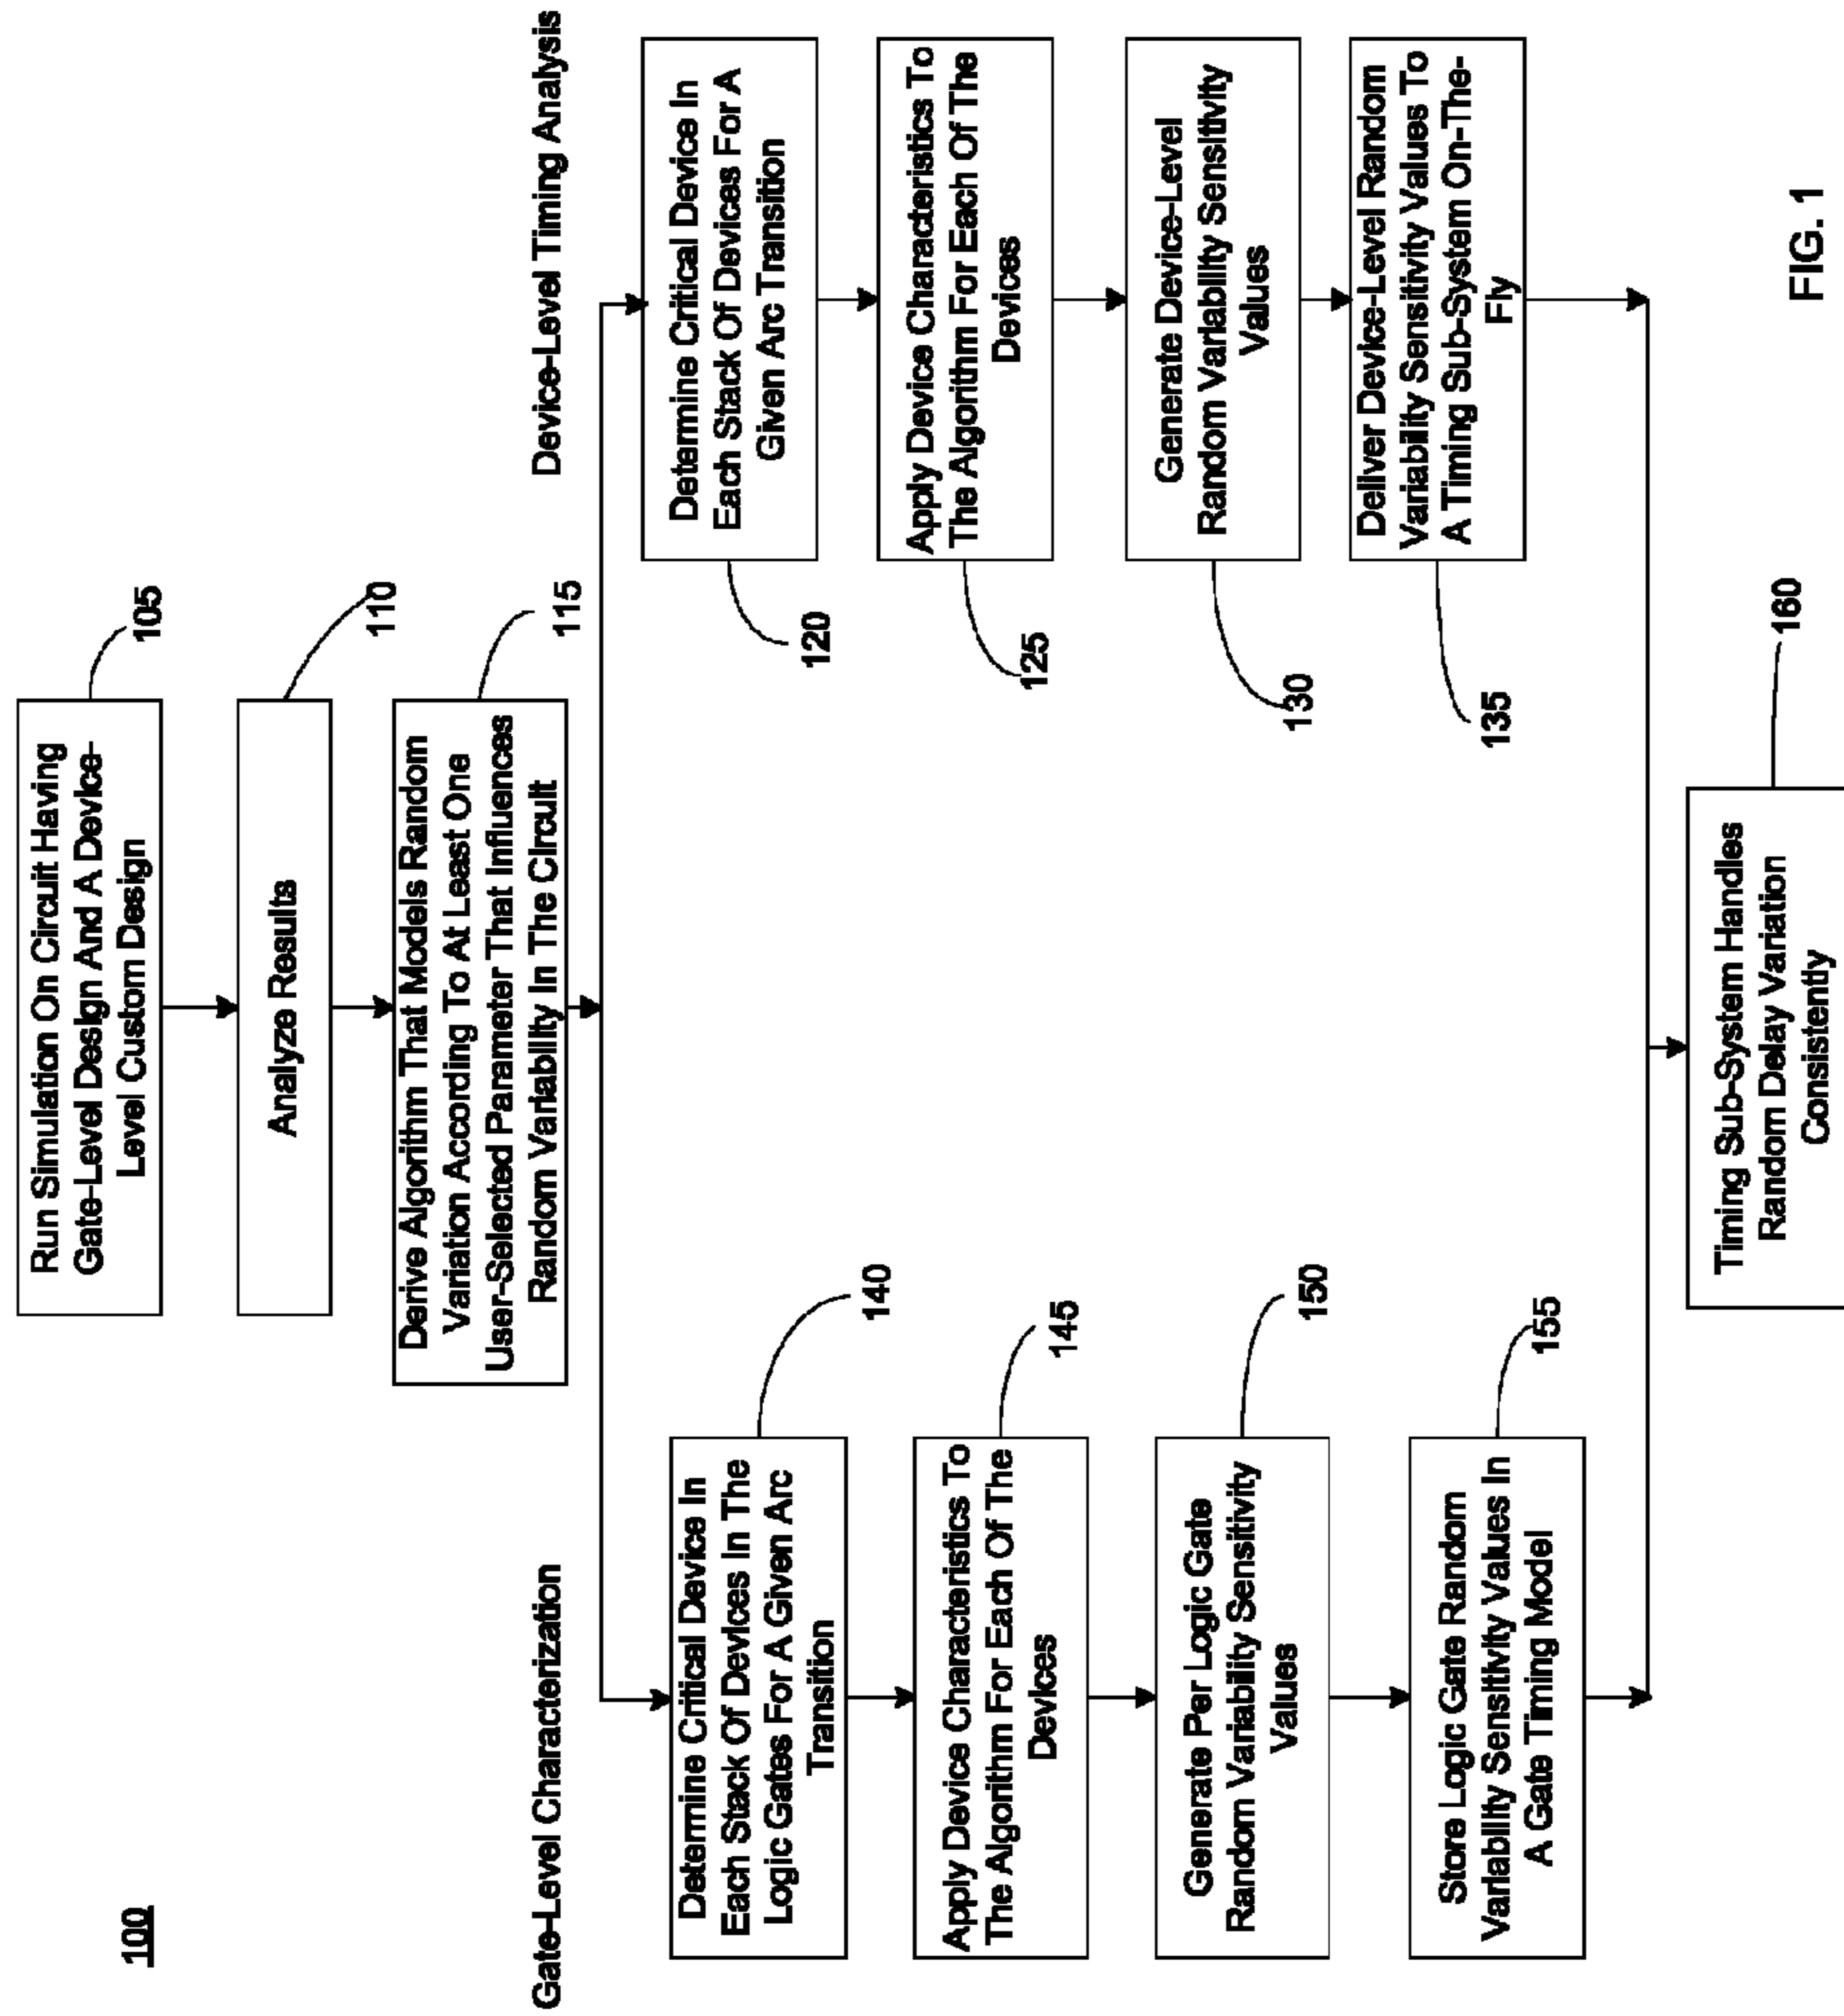 100
Run Simulation On Circuit Having
Gate-Level Design And A Device-
Level Custom Design
105
Analyze Results
110
Derive Algorithm That Models Random
Variation According To At Least One
User-Selected Parameter That Influences
Random Variability In The Circuit
115
Gate-Level Characterization
Determine Critical Device In
Each Stack Of Devices In The
Logic Gates For A Given Arc
Transition
140
Apply Device Characteristics To
The Algorithm For Each Of The
Devices
145
Generate Per Logic Gate
Random Variability Sensitivity
Values
150
Store Logic Gate Random
Variability Sensitivity Values In
A Gate Timing Model
155
Device-Level Timing Analysis
Determine Critical Device In
Each Stack Of Devices For A
Given Arc Transition
120
Apply Device Characteristics To
The Algorithm For Each Of The
Devices
125
Generate Device-Level
Random Variability Sensitivity
Values
130
Deliver Device-Level Random
Variability Sensitivity Values To
A Timing Sub-System On-The-
Fly
135
Timing Sub-System Handles
Random Delay Variation
Consistently
160
FIG. 1